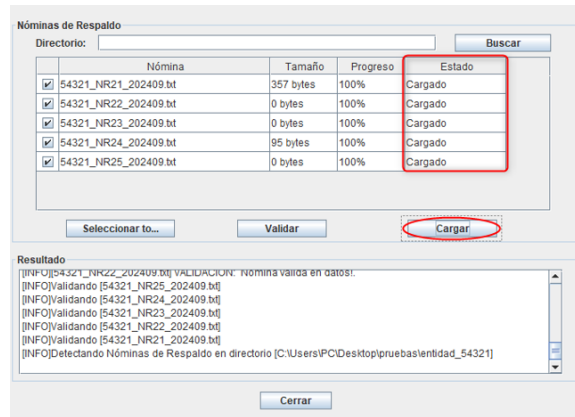 Nóminas de Respaldo
Directorio: Buscar
Nómina Tamaño Progreso Estado
54321_NR21_202409.txt 357 bytes 100% Cargado
54321_NR22_202409.txt 0 bytes 100% Cargado
54321_NR23_202409.txt 0 bytes 100% Cargado
54321_NR24_202409.txt 95 bytes 100% Cargado
54321_NR25_202409.txt 0 bytes 100% Cargado
Seleccionar to... Validar Cargar
Resultado
[INFO][54321_NR22_202409.txt] VALIDACIÓN: Nómina válida en datos!.
[INFO]Validando [54321_NR25_202409.txt]
[INFO]Validando [54321_NR24_202409.txt]
[INFO]Validando [54321_NR23_202409.txt]
[INFO]Validando [54321_NR22_202409.txt]
[INFO]Validando [54321_NR21_202409.txt]
[INFO]Detectando Nóminas de Respaldo en directorio [C:\Users\PC\Desktop\pruebas\entidad_54321]
Cerrar